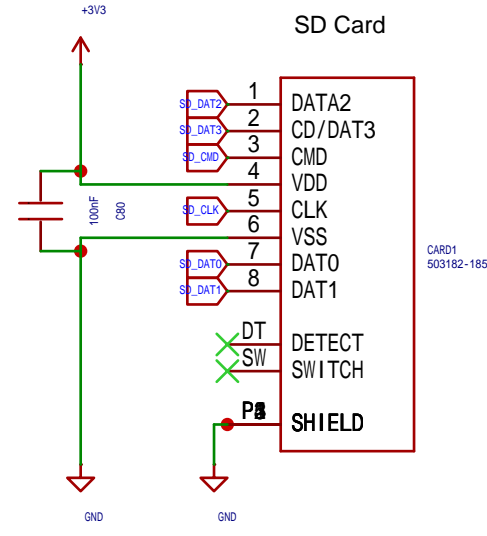 +3V3
SD Card
SD_DAT2 1 DATA2
SD_DAT3 2 CD/DAT3
SD_CMD 3 CMD
4 VDD
100nF C80
SD_CLK 5 CLK
6 VSS
SD_DAT0 7 DAT0
SD_DAT1 8 DAT1
CARD1
503182-185
DT DETECT
SW SWITCH
SHIELD
GND GND